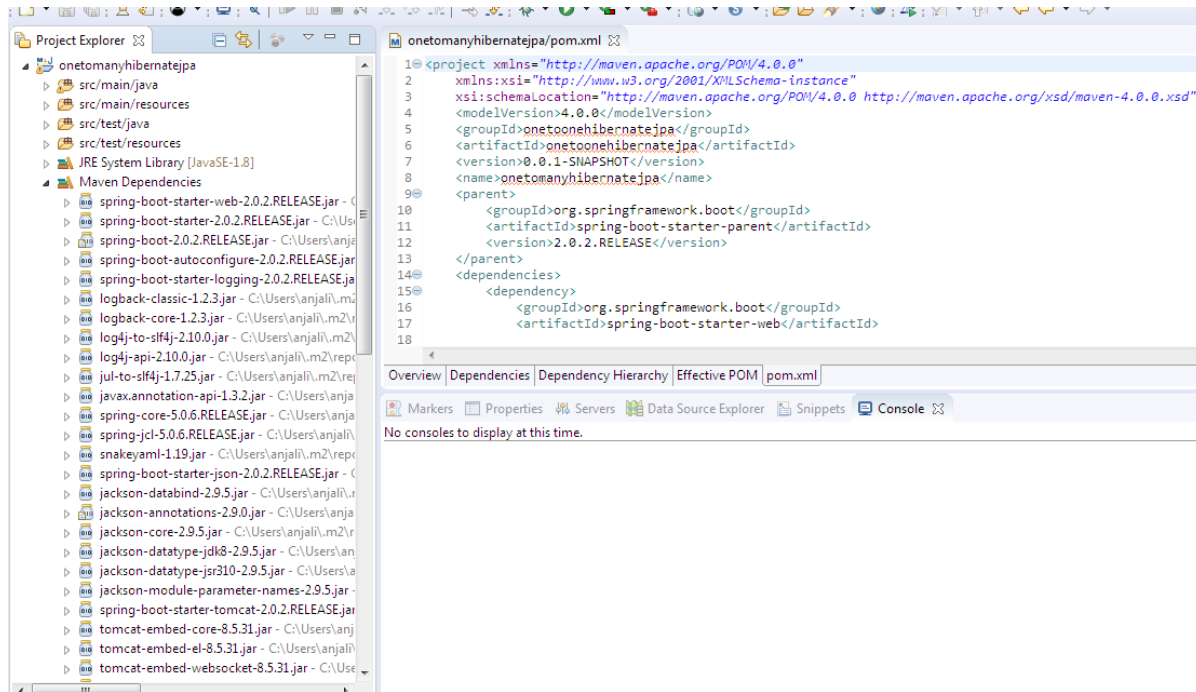 Project Explorer
onetomanyhibernatejpa
src/main/java
src/main/resources
src/test/java
src/test/resources
JRE System Library [JavaSE-1.8]
Maven Dependencies
spring-boot-starter-web-2.0.2.RELEASE.jar -
spring-boot-starter-2.0.2.RELEASE.jar - C:\Use
spring-boot-2.0.2.RELEASE.jar - C:\Users\anja
spring-boot-autoconfigure-2.0.2.RELEASE.jar
spring-boot-starter-logging-2.0.2.RELEASE.ja
logback-classic-1.2.3.jar - C:\Users\anjali\.m2
logback-core-1.2.3.jar - C:\Users\anjali\.m2\r
log4j-to-slf4j-2.10.0.jar - C:\Users\anjali\.m2\
log4j-api-2.10.0.jar - C:\Users\anjali\.m2\repo
jul-to-slf4j-1.7.25.jar - C:\Users\anjali\.m2\rep
javax.annotation-api-1.3.2.jar - C:\Users\anja
spring-core-5.0.6.RELEASE.jar - C:\Users\anja
spring-jcl-5.0.6.RELEASE.jar - C:\Users\anjali\
snakeyaml-1.19.jar - C:\Users\anjali\.m2\repo
spring-boot-starter-json-2.0.2.RELEASE.jar -
jackson-databind-2.9.5.jar - C:\Users\anjali\.r
jackson-annotations-2.9.0.jar - C:\Users\anja
jackson-core-2.9.5.jar - C:\Users\anjali\.m2\r
jackson-datatype-jdk8-2.9.5.jar - C:\Users\an
jackson-datatype-jsr310-2.9.5.jar - C:\Users\a
jackson-module-parameter-names-2.9.5.jar -
spring-boot-starter-tomcat-2.0.2.RELEASE.jar
tomcat-embed-core-8.5.31.jar - C:\Users\anj
tomcat-embed-el-8.5.31.jar - C:\Users\anjali\
tomcat-embed-websocket-8.5.31.jar - C:\Use
onetomanyhibernatejpa/pom.xml
1 <project xmlns="http://maven.apache.org/POM/4.0.0"
2 xmlns:xsi="http://www.w3.org/2001/XMLSchema-instance"
3 xsi:schemaLocation="http://maven.apache.org/POM/4.0.0 http://maven.apache.org/xsd/maven-4.0.0.xsd"
4 <modelVersion>4.0.0</modelVersion>
5 <groupId>onetoonehibernatejpa</groupId>
6 <artifactId>onetoonehibernatejpa</artifactId>
7 <version>0.0.1-SNAPSHOT</version>
8 <name>onetomanyhibernatejpa</name>
9 <parent>
10 <groupId>org.springframework.boot</groupId>
11 <artifactId>spring-boot-starter-parent</artifactId>
12 <version>2.0.2.RELEASE</version>
13 </parent>
14 <dependencies>
15 <dependency>
16 <groupId>org.springframework.boot</groupId>
17 <artifactId>spring-boot-starter-web</artifactId>
18
Overview Dependencies Dependency Hierarchy Effective POM pom.xml
Markers Properties Servers Data Source Explorer Snippets Console
No consoles to display at this time.